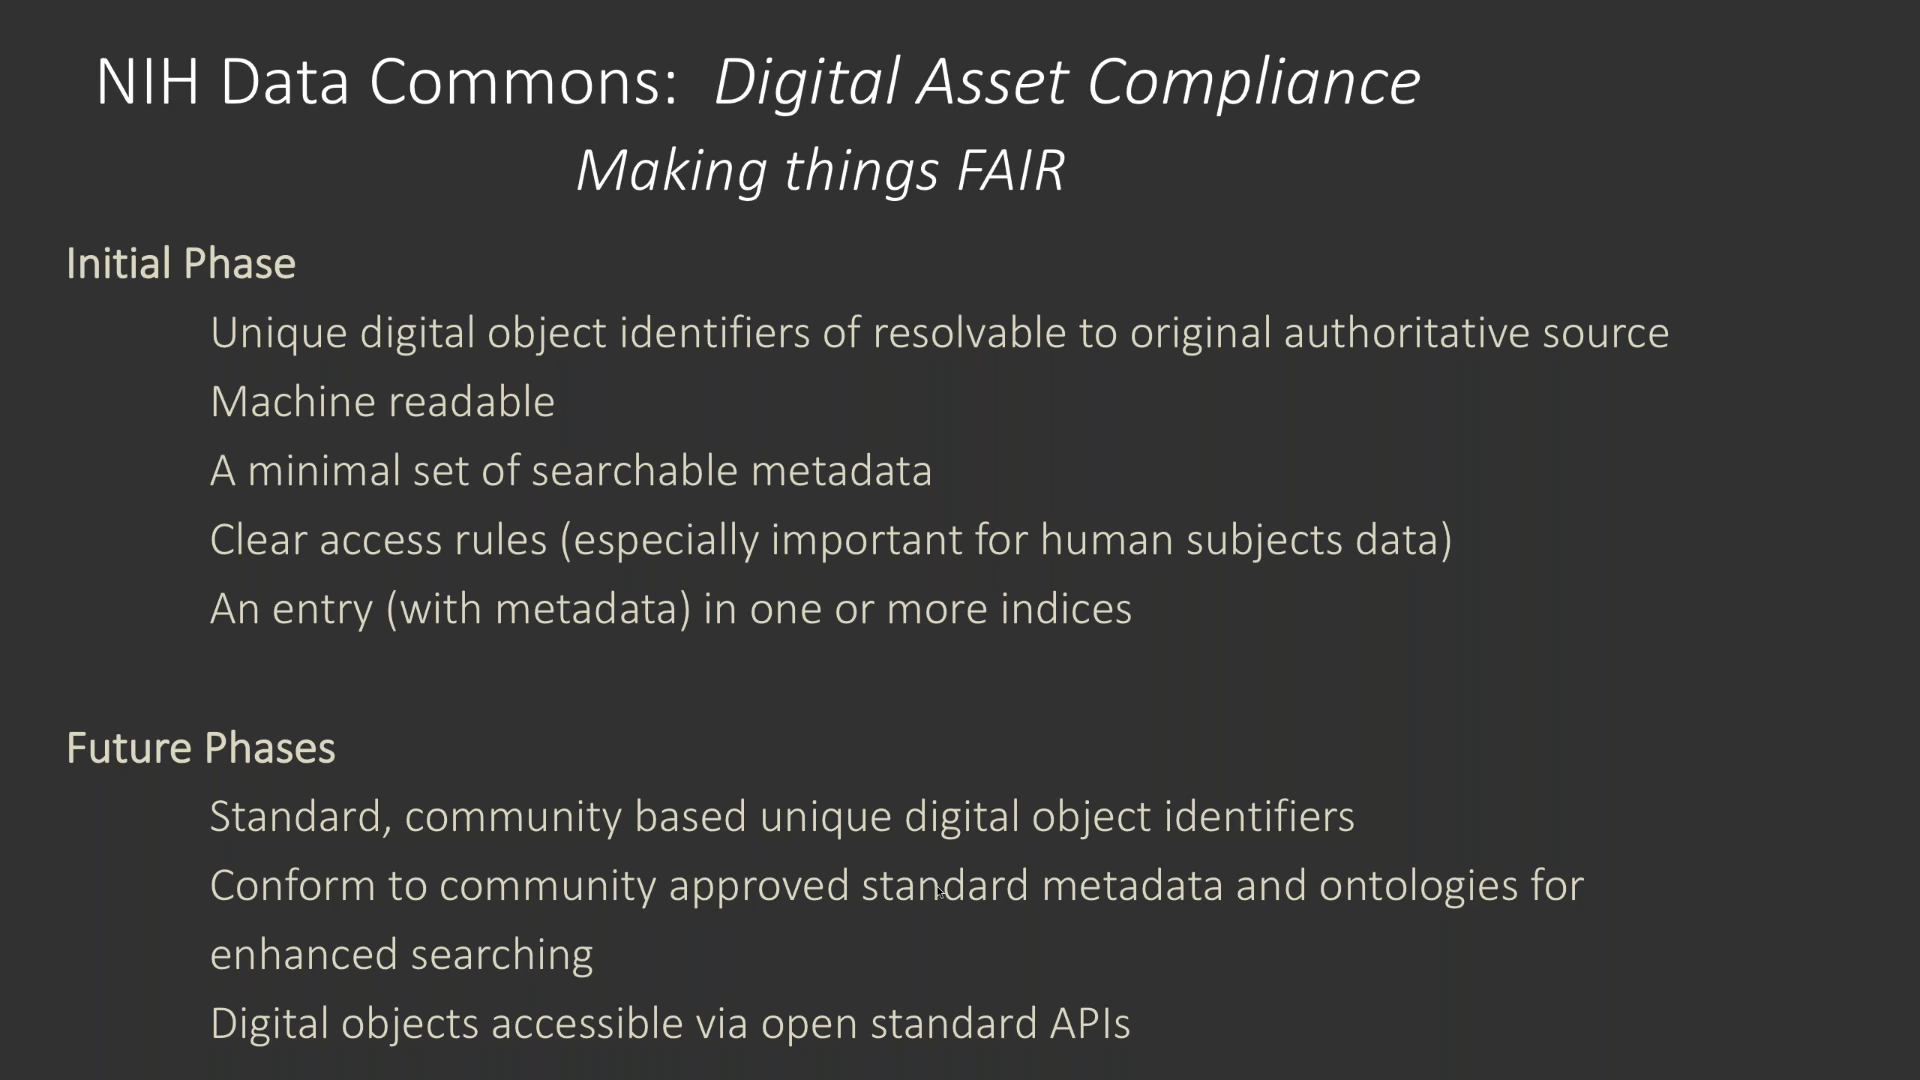 NIH Data Commons: Digital Asset Compliance
Making things FAIR
Initial Phase
Unique digital object identifiers of resolvable to original authoritative source
Machine readable
A minimal set of searchable metadata
Clear access rules (especially important for human subjects data)
An entry (with metadata) in one or more indices
Future Phases
Standard, community based unique digital object identifiers
Conform to community approved standard metadata and ontologies for
enhanced searching
Digital objects accessible via open standard APIs